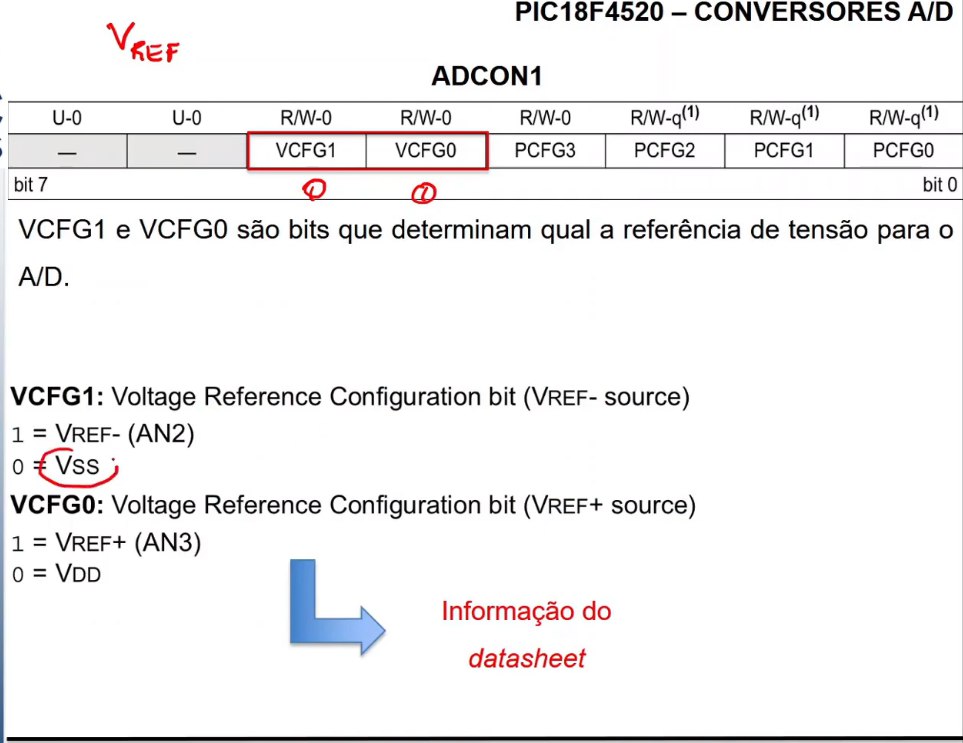 PIC18F4520 – CONVERSORES A/D
VREF
ADCON1
U-0 U-0 R/W-0 R/W-0 R/W-0 R/W-q(1) R/W-q(1) R/W-q(1)
— — VCFG1 VCFG0 PCFG3 PCFG2 PCFG1 PCFG0
bit 7 bit 0
VCFG1 e VCFG0 são bits que determinam qual a referência de tensão para o
A/D.
VCFG1: Voltage Reference Configuration bit (VREF- source)
1 = VREF- (AN2)
0 = VSS
VCFG0: Voltage Reference Configuration bit (VREF+ source)
1 = VREF+ (AN3)
0 = VDD
Informação do
datasheet